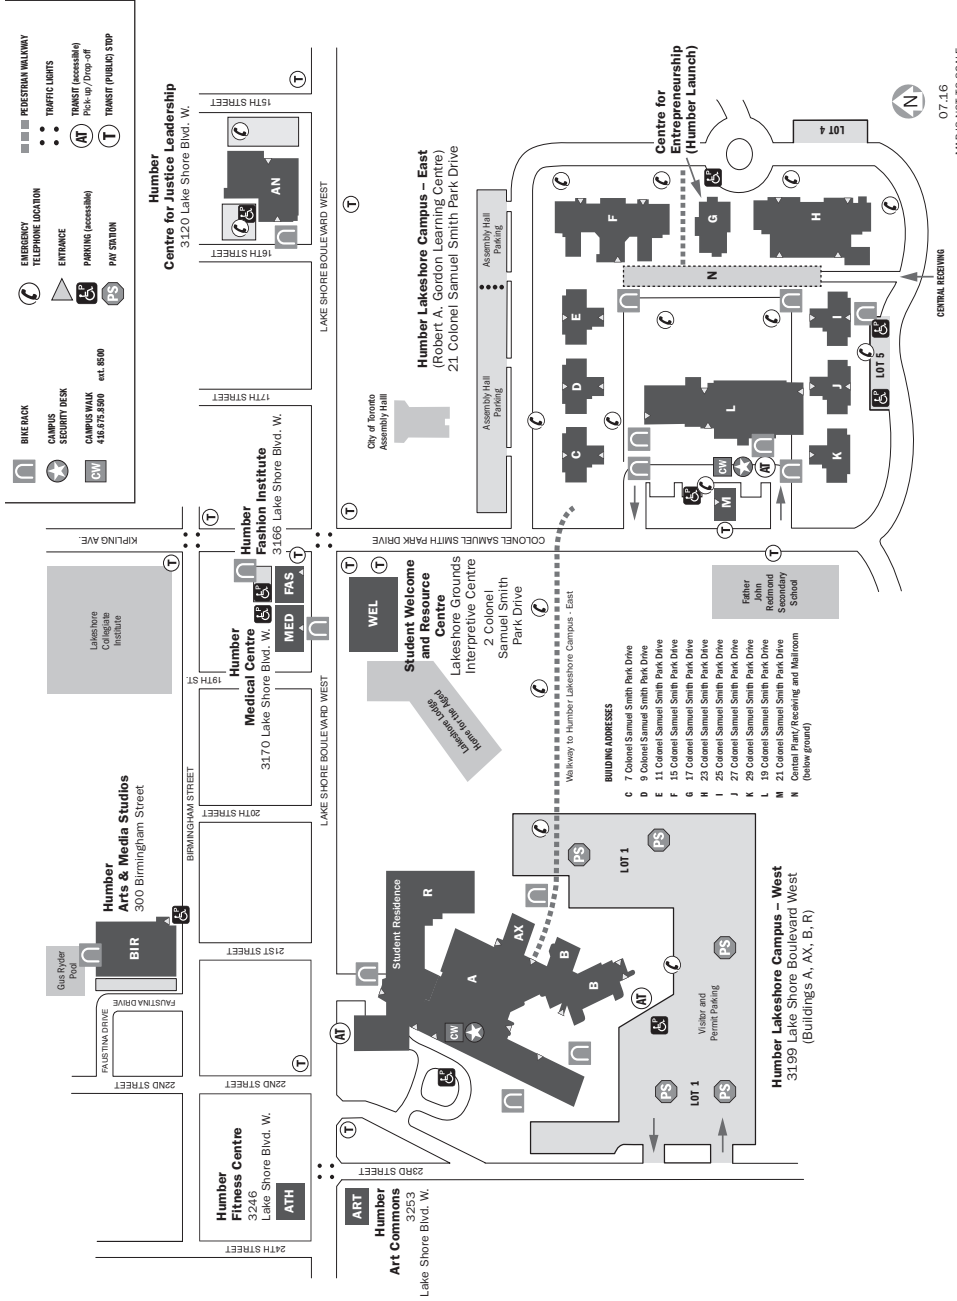 BIKE RACK
CAMPUS
SECURITY DESK
CW
CAMPUS WALK
416.675.8500 ext. 8500
EMERGENCY
TELEPHONE LOCATION
ENTRANCE
P
PARKING (accessible)
PS
PAY STATION
PEDESTRIAN WALKWAY
TRAFFIC LIGHTS
AT
TRANSIT (accessible)
Pick-up/Drop-off
T
TRANSIT (PUBLIC) STOP
Humber
Arts & Media Studios
300 Birmingham Street
Gus Ryder
Pool
BIR
P
FAUSTINA DRIVE
FAUSTINA DRIVE
22ND STREET
22ND STREET
21ST STREET
20TH STREET
19TH ST.
BIRMINGHAM STREET
Lakeshore
Collegiate
Institute
KIPLING AVE.
T
T
T
Humber
Medical Centre
3170 Lake Shore Blvd. W.
MED
P
Humber
Fashion Institute
3166 Lake Shore Blvd. W.
FAS
P
T
17TH STREET
16TH STREET
15TH STREET
Humber
Centre for Justice Leadership
3120 Lake Shore Blvd. W.
AN
P
T
T
LAKE SHORE BOULEVARD WEST
LAKE SHORE BOULEVARD WEST
Humber
Fitness Centre
3246
Lake Shore Blvd. W.
ATH
24TH STREET
23RD STREET
T
ART
Humber
Art Commons
3253
Lake Shore Blvd. W.
AT
Student Residence
R
A
AX
B
B
CW
P
AT
P
Visitor and
Permit Parking
LOT 1
LOT 1
PS
PS
PS
PS
PS
Humber Lakeshore Campus – West
3199 Lake Shore Boulevard West
(Buildings A, AX, B, R)
WEL
T
T
T
Student Welcome
and Resource
Centre
Lakeshore Grounds
Interpretive Centre
2 Colonel
Samuel Smith
Park Drive
Lakeshore Lodge
Home for the Aged
Walkway to Humber Lakeshore Campus - East
COLONEL SAMUEL SMITH PARK DRIVE
City of Toronto
Assembly Halll
Humber Lakeshore Campus – East
(Robert A. Gordon Learning Centre)
21 Colonel Samuel Smith Park Drive
Assembly Hall
Parking
Assembly Hall
Parking
Centre for
Entrepreneurship
(Humber Launch)
C
D
E
F
G
H
I
J
K
L
M
N
P
P
P
P
CW
AT
T
T
LOT 5
LOT 4
CENTRAL RECEIVING
Father
John
Redmond
Secondary
School
BUILDING ADDRESSES
C 7 Colonel Samuel Smith Park Drive
D 9 Colonel Samuel Smith Park Drive
E 11 Colonel Samuel Smith Park Drive
F 15 Colonel Samuel Smith Park Drive
G 17 Colonel Samuel Smith Park Drive
H 23 Colonel Samuel Smith Park Drive
I 25 Colonel Samuel Smith Park Drive
J 27 Colonel Samuel Smith Park Drive
K 29 Colonel Samuel Smith Park Drive
L 19 Colonel Samuel Smith Park Drive
M 21 Colonel Samuel Smith Park Drive
N Central Plant/Receiving and Mailroom
(below ground)
N
07.16